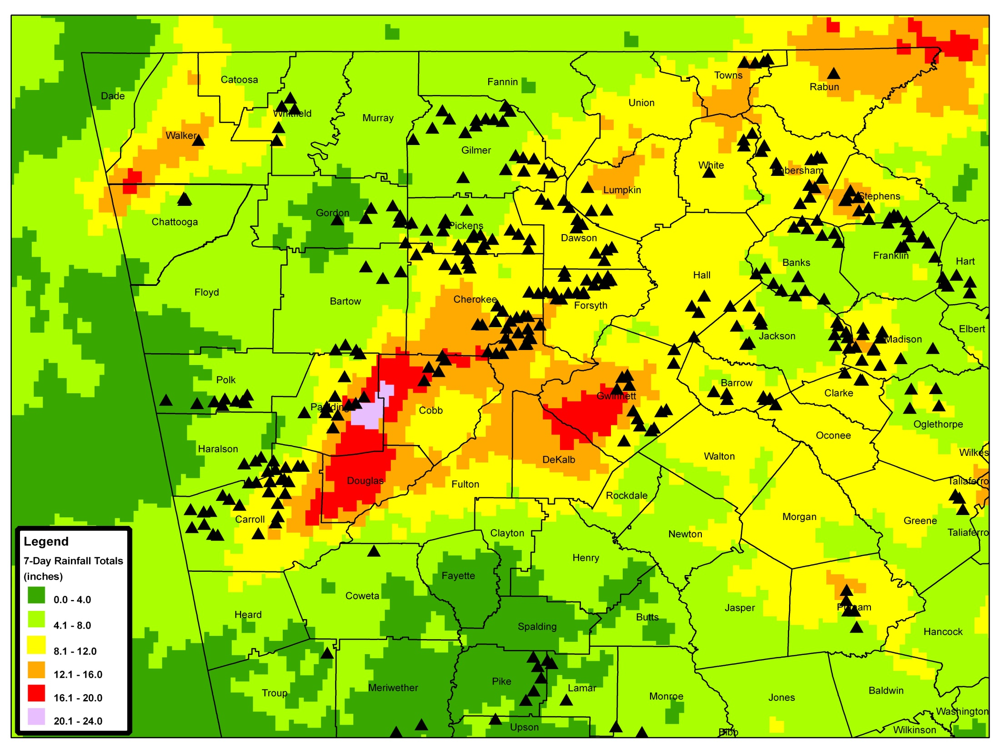 Towns
Catoosa
Fannin
Rabun
Dade
Union
Whitfield
Murray
Walker
Gilmer
White
Habersham
Lumpkin
Stephens
Gordon
Chattooga
Pickens
Dawson
Franklin
Hart
Banks
Hall
Floyd
Cherokee
Bartow
Forsyth
Elbert
Jackson
Madison
Polk
Barrow
Clarke
Gwinnett
Paulding
Cobb
Oglethorpe
Oconee
Haralson
Wilkes
Walton
DeKalb
Douglas
Fulton
Taliaferro
Rockdale
Carroll
Morgan
Greene
Clayton
Newton
Taliaferro
Henry
Fayette
Coweta
Putnam
Jasper
Heard
Butts
Spalding
Hancock
Pike
Meriwether
Lamar
Troup
Monroe
Baldwin
Jones
Washington
Upson
Wilkinson
Bibb
Legend
7-Day Rainfall Totals
(inches)
0.0 - 4.0
4.1 - 8.0
8.1 - 12.0
12.1 - 16.0
16.1 - 20.0
20.1 - 24.0